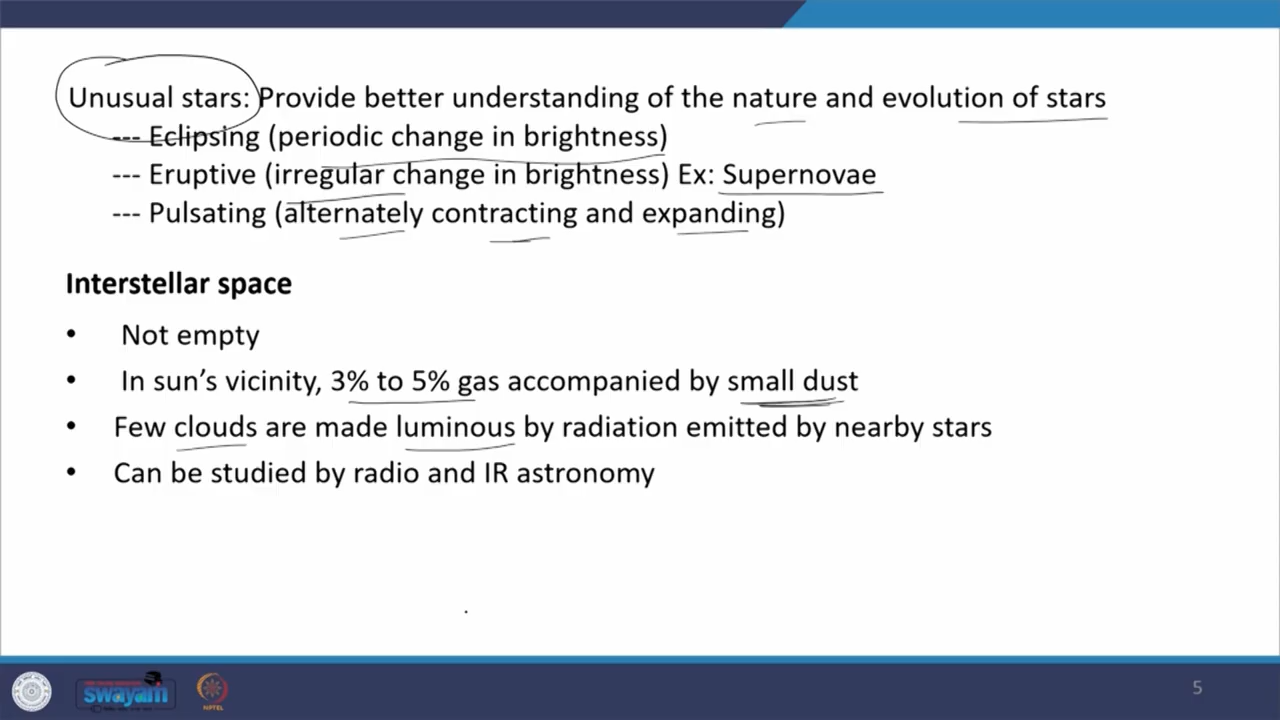 Unusual stars: Provide better understanding of the nature and evolution of stars
--- Eclipsing (periodic change in brightness)
--- Eruptive (irregular change in brightness) Ex: Supernovae
--- Pulsating (alternately contracting and expanding)
Interstellar space
• Not empty
• In sun's vicinity, 3% to 5% gas accompanied by small dust
• Few clouds are made luminous by radiation emitted by nearby stars
• Can be studied by radio and IR astronomy
swayam
NPTEL
5